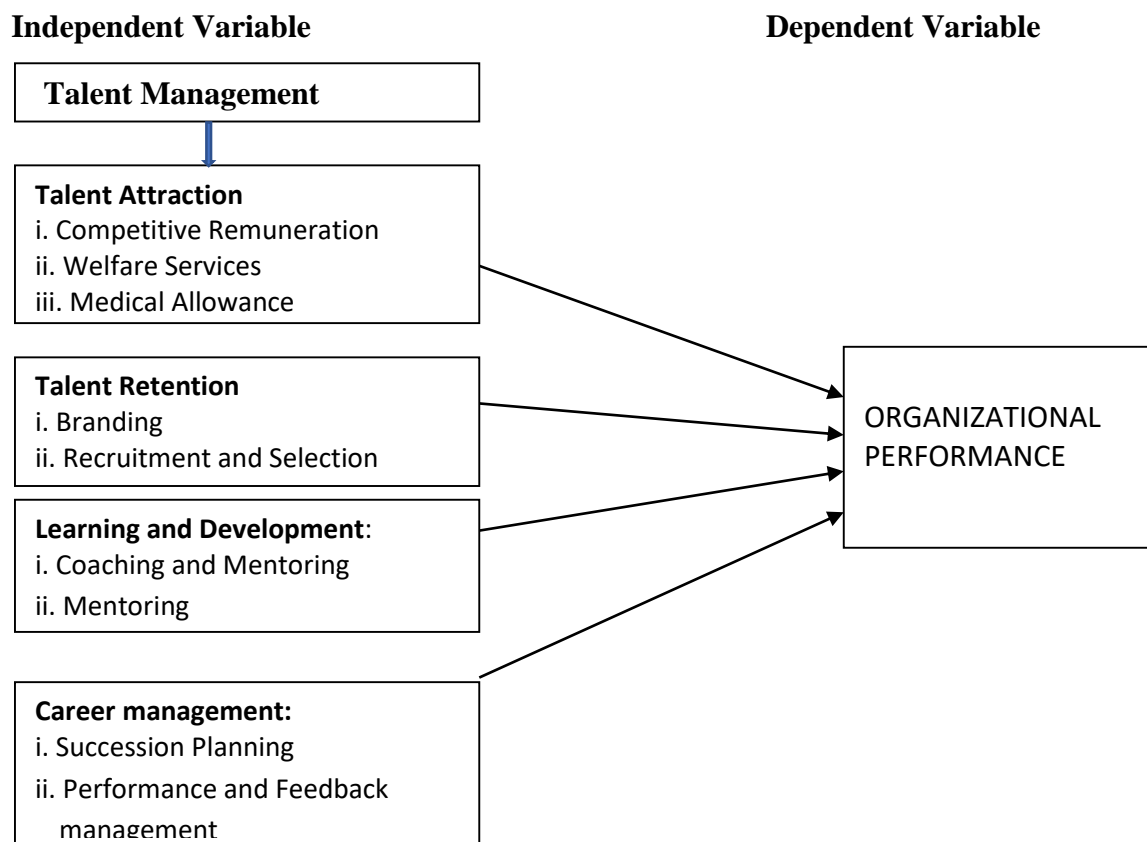 Independent Variable
Dependent Variable
Talent Management
Talent Attraction
i. Competitive Remuneration
ii. Welfare Services
iii. Medical Allowance
Talent Retention
i. Branding
ii. Recruitment and Selection
ORGANIZATIONAL
PERFORMANCE
Learning and Development:
i. Coaching and Mentoring
ii. Mentoring
Career management:
i. Succession Planning
ii. Performance and Feedback
management